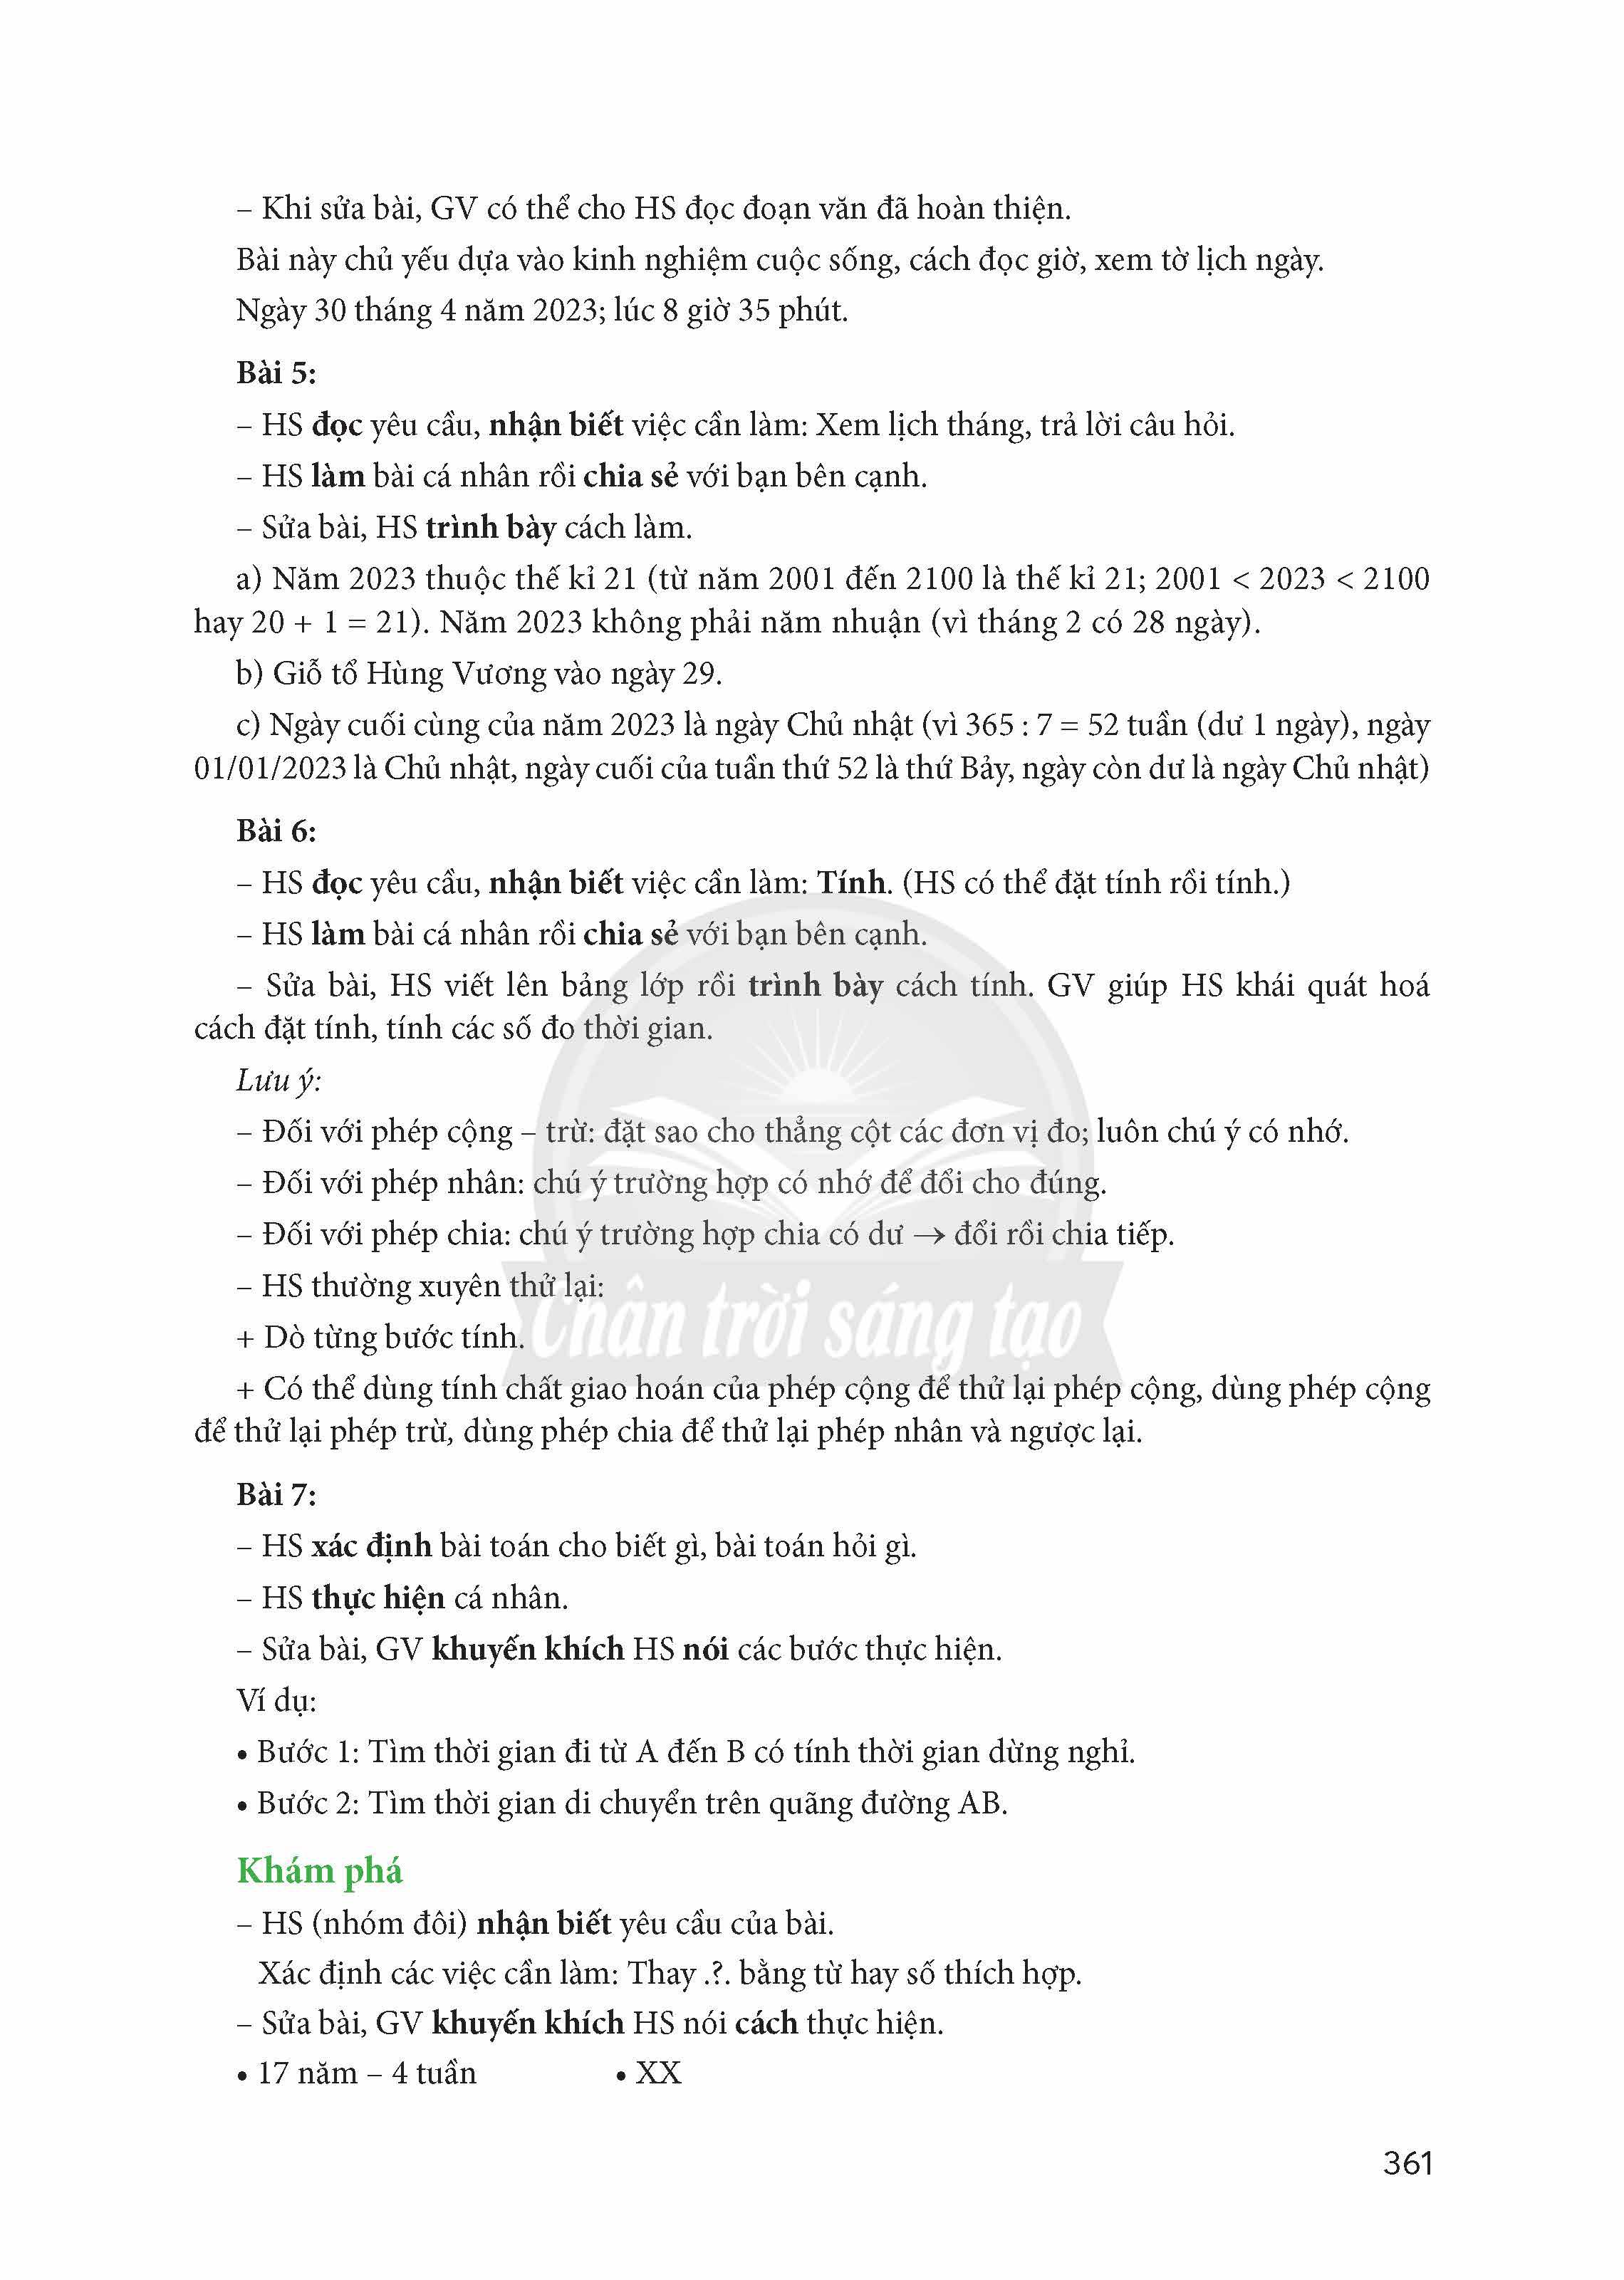 – Khi sửa bài, GV có thể cho HS đọc đoạn văn đã hoàn thiện.
Bài này chủ yếu dựa vào kinh nghiệm cuộc sống, cách đọc giờ, xem tờ lịch ngày.
Ngày 30 tháng 4 năm 2023; lúc 8 giờ 35 phút.
Bài 5:
– HS đọc yêu cầu, nhận biết việc cần làm: Xem lịch tháng, trả lời câu hỏi.
– HS làm bài cá nhân rồi chia sẻ với bạn bên cạnh.
– Sửa bài, HS trình bày cách làm.
a) Năm 2023 thuộc thế kỉ 21 (từ năm 2001 đến 2100 là thế kỉ 21; 2001 < 2023 < 2100
hay 20 + 1 = 21). Năm 2023 không phải năm nhuận (vì tháng 2 có 28 ngày).
b) Giỗ tổ Hùng Vương vào ngày 29.
c) Ngày cuối cùng của năm 2023 là ngày Chủ nhật (vì 365 : 7 = 52 tuần (dư 1 ngày), ngày
01/01/2023 là Chủ nhật, ngày cuối của tuần thứ 52 là thứ Bảy, ngày còn dư là ngày Chủ nhật)
Bài 6:
– HS đọc yêu cầu, nhận biết việc cần làm: Tính. (HS có thể đặt tính rồi tính.)
– HS làm bài cá nhân rồi chia sẻ với bạn bên cạnh.
– Sửa bài, HS viết lên bảng lớp rồi trình bày cách tính. GV giúp HS khái quát hoá
cách đặt tính, tính các số đo thời gian.
Lưu ý:
– Đối với phép cộng – trừ: đặt sao cho thẳng cột các đơn vị đo; luôn chú ý có nhớ.
– Đối với phép nhân: chú ý trường hợp có nhớ để đổi cho đúng.
– Đối với phép chia: chú ý trường hợp chia có dư → đổi rồi chia tiếp.
– HS thường xuyên thử lại:
+ Dò từng bước tính.
Chân trời sáng tạo
+ Có thể dùng tính chất giao hoán của phép cộng để thử lại phép cộng, dùng phép cộng
để thử lại phép trừ, dùng phép chia để thử lại phép nhân và ngược lại.
Bài 7:
– HS xác định bài toán cho biết gì, bài toán hỏi gì.
– HS thực hiện cá nhân.
– Sửa bài, GV khuyến khích HS nói các bước thực hiện.
Ví dụ:
• Bước 1: Tìm thời gian đi từ A đến B có tính thời gian dừng nghỉ.
• Bước 2: Tìm thời gian di chuyển trên quãng đường AB.
Khám phá
– HS (nhóm đôi) nhận biết yêu cầu của bài.
Xác định các việc cần làm: Thay .?. bằng từ hay số thích hợp.
– Sửa bài, GV khuyến khích HS nói cách thực hiện.
• 17 năm – 4 tuần • XX
361